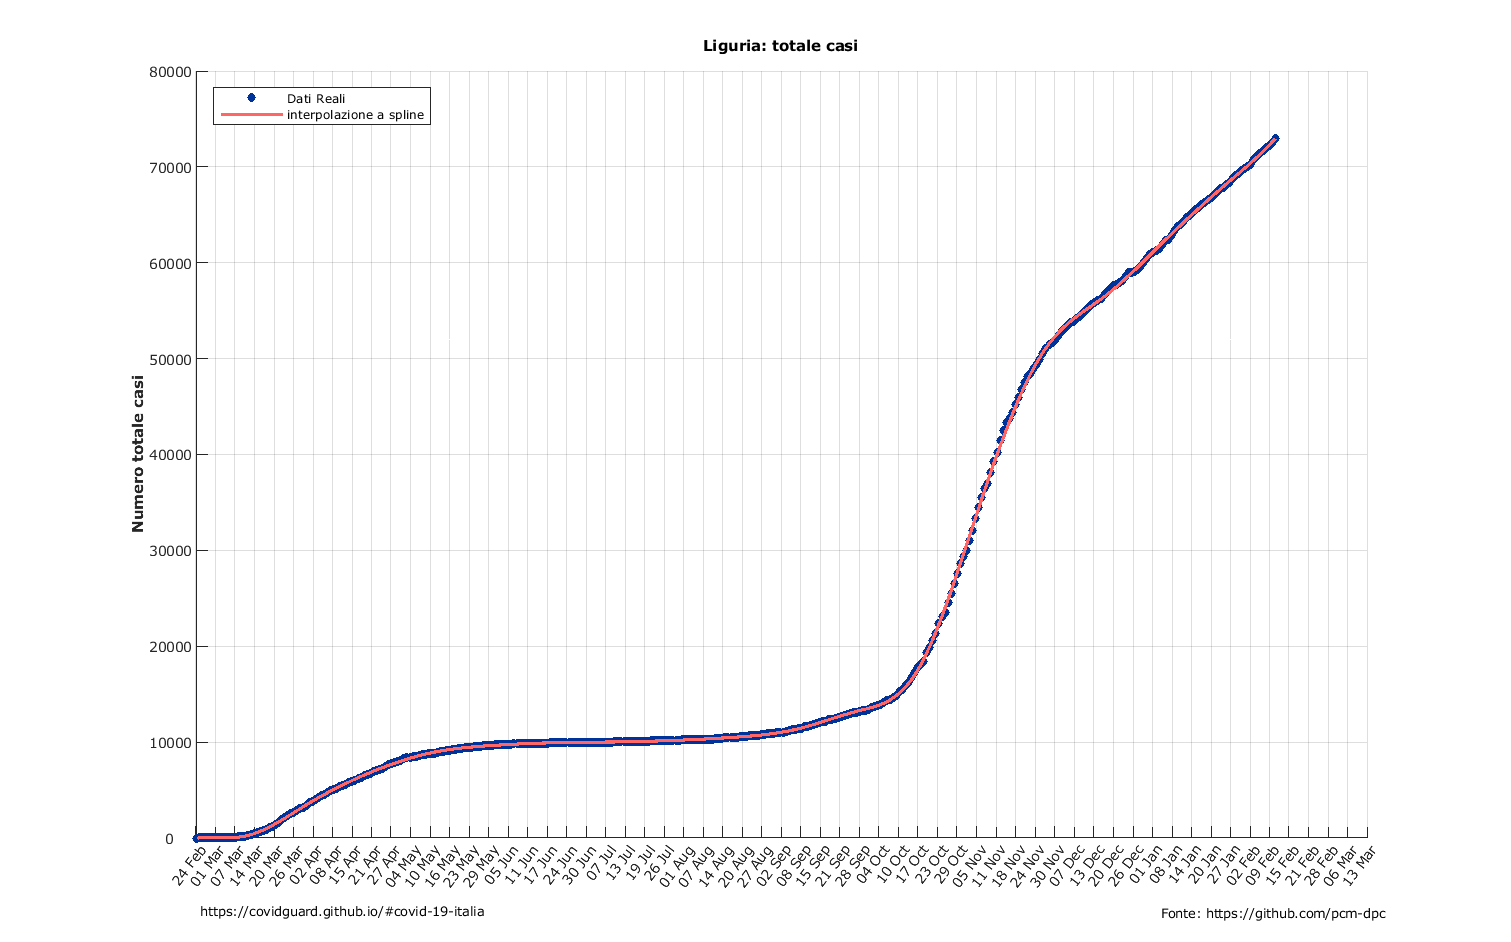 Liguria: totale casi
80000
70000
60000
50000
40000
30000
20000
10000
0
Numero totale casi
Dati Reali
interpolazione a spline
24 Feb
01 Mar
07 Mar
14 Mar
20 Mar
26 Mar
02 Apr
08 Apr
15 Apr
21 Apr
27 Apr
04 May
10 May
16 May
23 May
29 May
05 Jun
11 Jun
17 Jun
24 Jun
30 Jun
07 Jul
13 Jul
19 Jul
26 Jul
01 Aug
07 Aug
14 Aug
20 Aug
27 Aug
02 Sep
08 Sep
15 Sep
21 Sep
28 Sep
04 Oct
10 Oct
17 Oct
23 Oct
29 Oct
05 Nov
11 Nov
18 Nov
24 Nov
30 Nov
07 Dec
13 Dec
20 Dec
26 Dec
01 Jan
08 Jan
14 Jan
20 Jan
27 Jan
02 Feb
09 Feb
15 Feb
21 Feb
28 Feb
06 Mar
13 Mar
https://covidguard.github.io/#covid-19-italia
Fonte: https://github.com/pcm-dpc